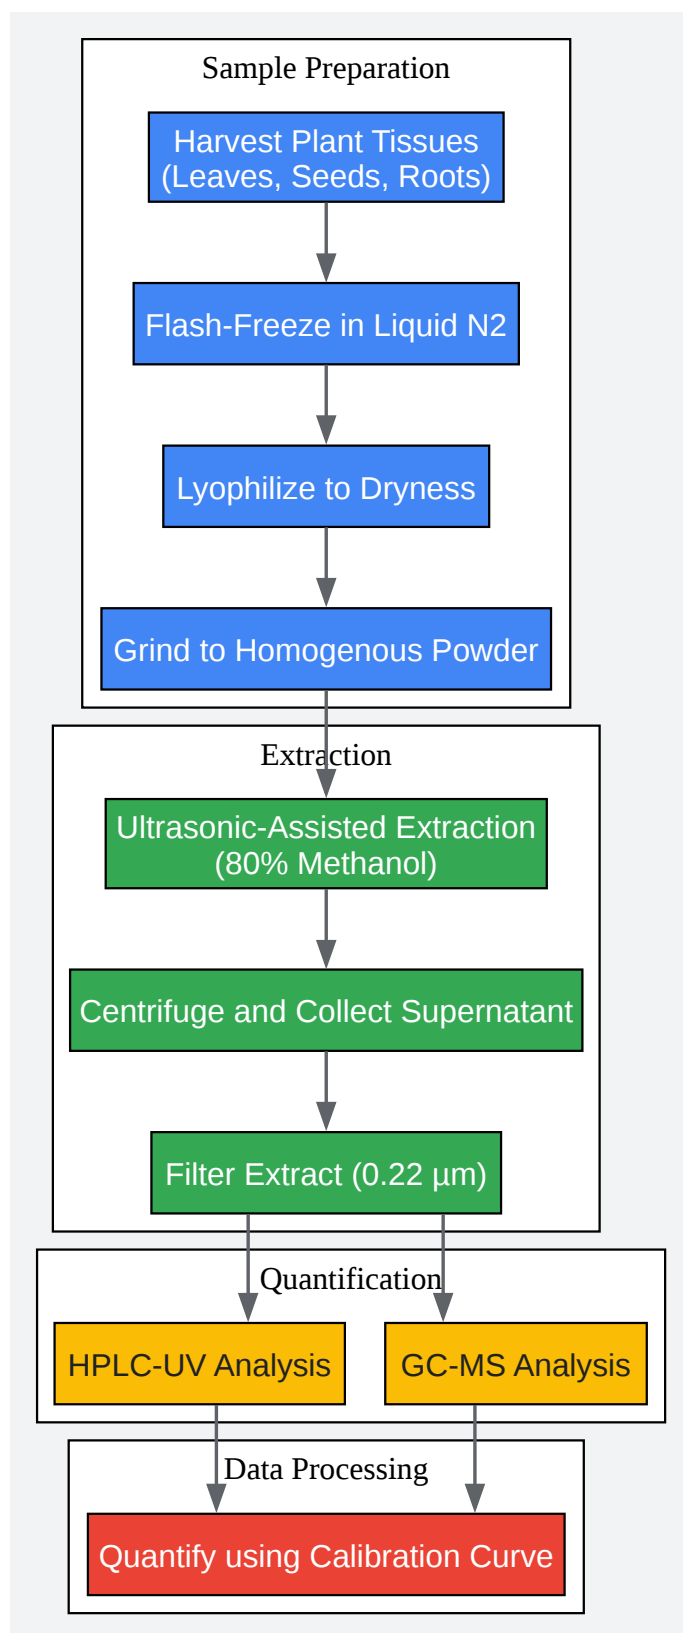 Sample Preparation
Harvest Plant Tissues
(Leaves, Seeds, Roots)
Flash-Freeze in Liquid N2
Lyophilize to Dryness
Grind to Homogenous Powder
Extraction
Ultrasonic-Assisted Extraction
(80% Methanol)
Centrifuge and Collect Supernatant
Filter Extract (0.22 µm)
Quantification
HPLC-UV Analysis
GC-MS Analysis
Data Processing
Quantify using Calibration Curve